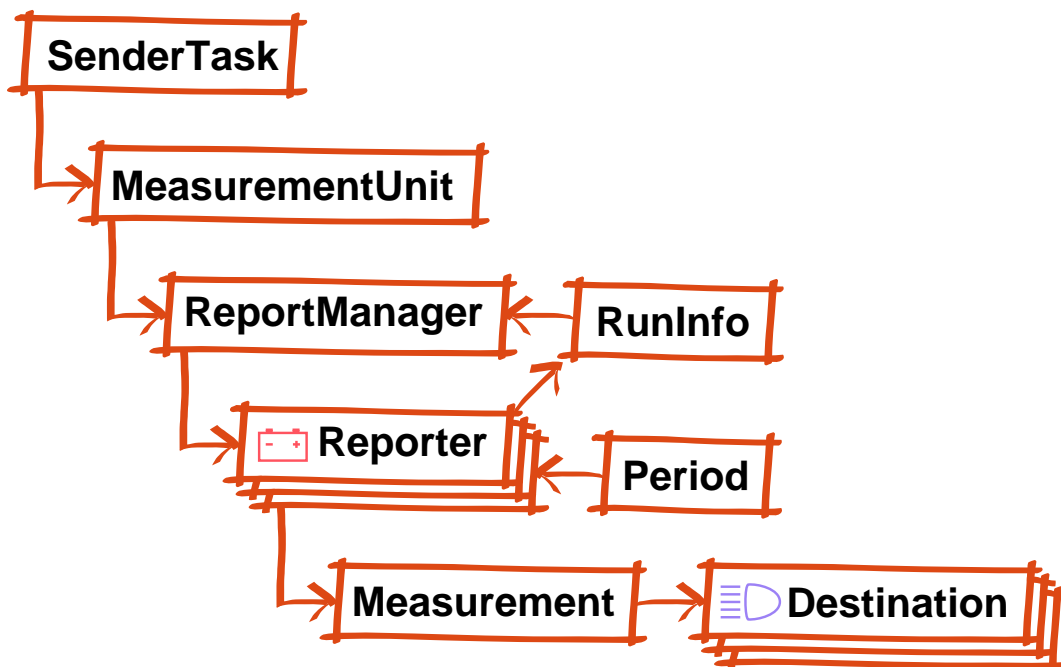 SenderTask
MeasurementUnit
ReportManager
RunInfo
Reporter
Period
Measurement
Destination